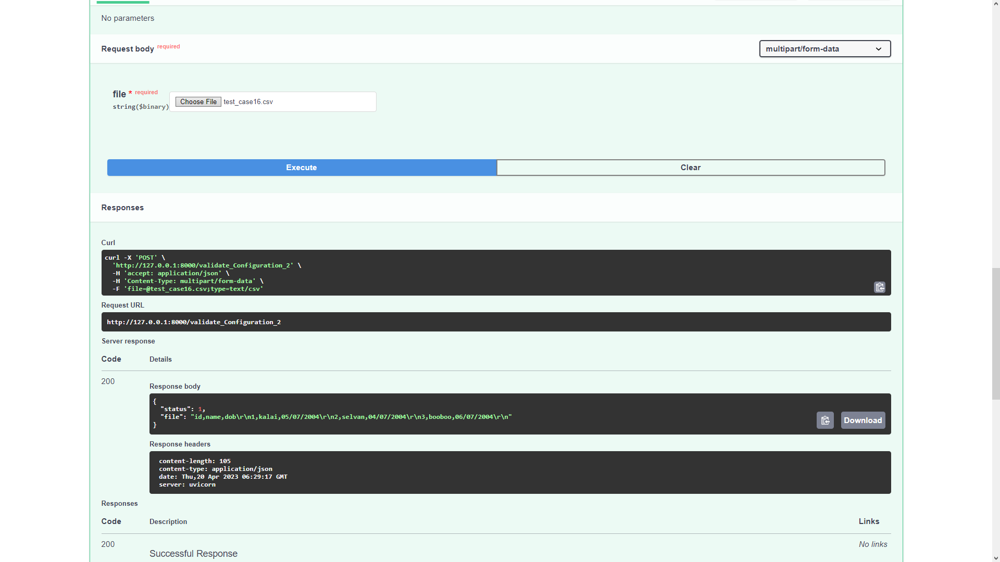 No parameters
Request body required
multipart/form-data
file * required
string($binary)
Choose File test_case16.csv
Execute
Clear
Responses
Curl
curl -X 'POST' \
'http://127.0.0.1:8000/validate_Configuration_2' \
-H 'accept: application/json' \
-H 'Content-Type: multipart/form-data' \
-F 'file=@test_case16.csv;type=text/csv'
Request URL
http://127.0.0.1:8000/validate_Configuration_2
Server response
Code Details
200
Response body
{
"status": 1,
"file": "id,name,dob\r\n1,kalai,05/07/2004\r\n2,selvan,04/07/2004\r\n3,booboo,06/07/2004\r\n"
}
Download
Response headers
content-length: 105
content-type: application/json
date: Thu,20 Apr 2023 06:29:17 GMT
server: uvicorn
Responses
Code Description Links
200
Successful Response
No links